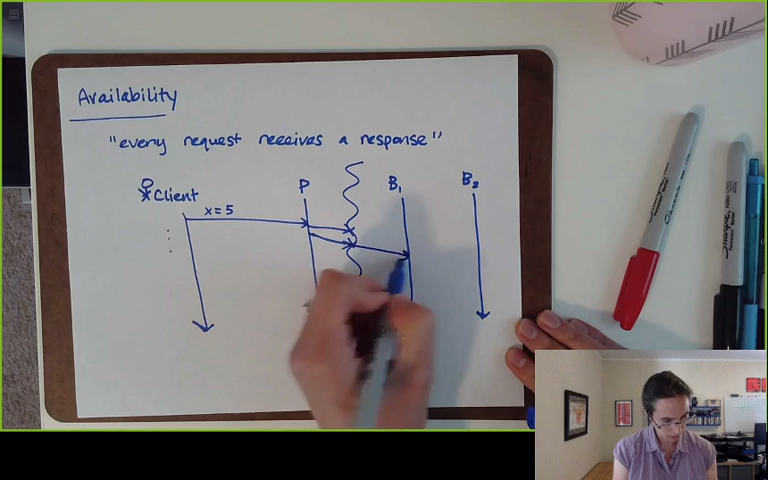 Availability
"every request receives a response"
Client P B₁ B₂
x=5